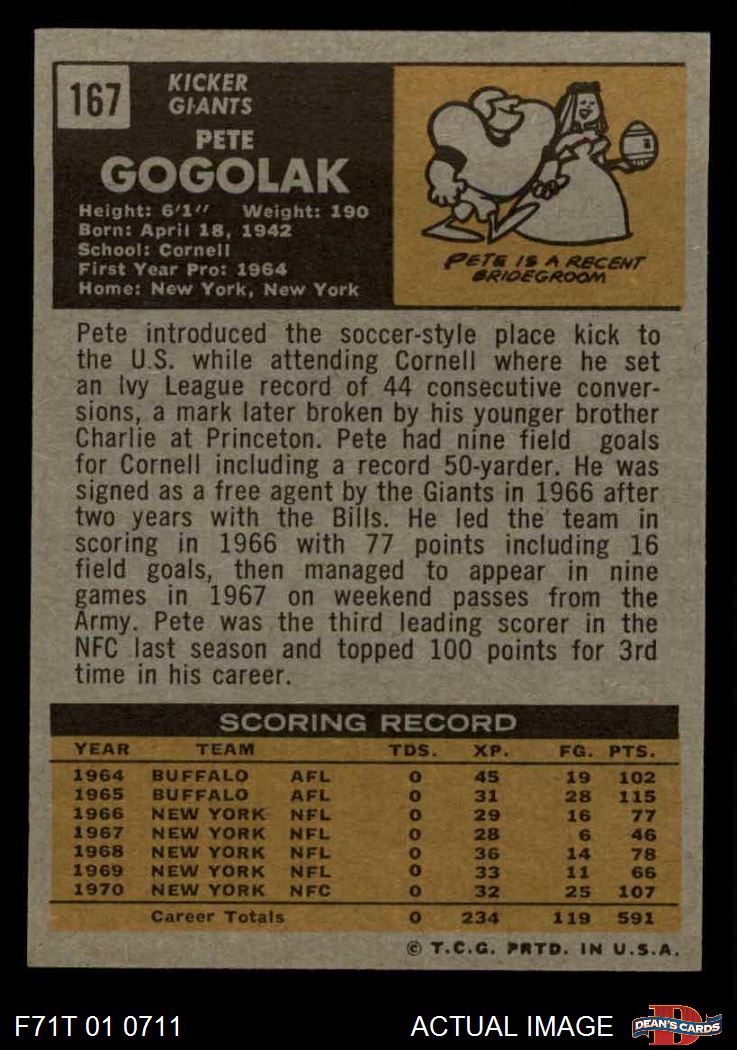 167
KICKER
GIANTS
PETE
GOGOLAK
Height: 6'1" Weight: 190
Born: April 18, 1942
School: Cornell
First Year Pro: 1964
Home: New York, New York
PETE IS A RECENT
BRIDEGROOM
Pete introduced the soccer-style place kick to
the U.S. while attending Cornell where he set
an Ivy League record of 44 consecutive conver-
sions, a mark later broken by his younger brother
Charlie at Princeton. Pete had nine field goals
for Cornell including a record 50-yarder. He was
signed as a free agent by the Giants in 1966 after
two years with the Bills. He led the team in
scoring in 1966 with 77 points including 16
field goals, then managed to appear in nine
games in 1967 on weekend passes from the
Army. Pete was the third leading scorer in the
NFC last season and topped 100 points for 3rd
time in his career.
SCORING RECORD
YEAR TEAM TDS. XP. FG. PTS.
1964 BUFFALO AFL 0 45 19 102
1965 BUFFALO AFL 0 31 28 115
1966 NEW YORK NFL 0 29 16 77
1967 NEW YORK NFL 0 28 6 46
1968 NEW YORK NFL 0 36 14 78
1969 NEW YORK NFL 0 33 11 66
1970 NEW YORK NFC 0 32 25 107
Career Totals 0 234 119 591
© T.C.G. PRTD. IN U.S.A.
F71T 01 0711 ACTUAL IMAGE DEAN'S CARDS